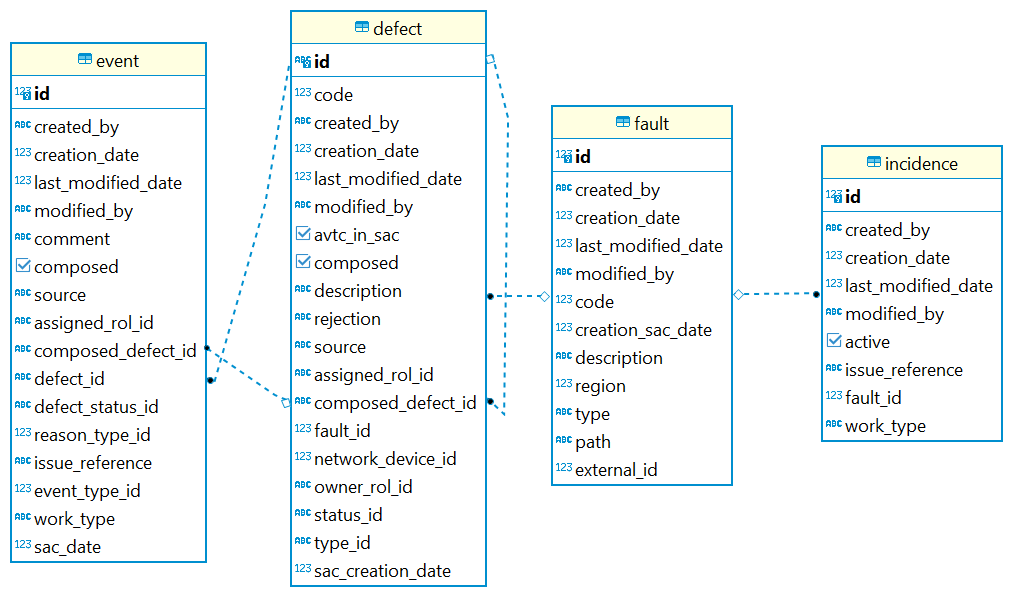 event
id
created_by
creation_date
last_modified_date
modified_by
comment
composed
source
assigned_rol_id
composed_defect_id
defect_id
defect_status_id
reason_type_id
issue_reference
event_type_id
work_type
sac_date
defect
id
code
created_by
creation_date
last_modified_date
modified_by
avtc_in_sac
composed
description
rejection
source
assigned_rol_id
composed_defect_id
fault_id
network_device_id
owner_rol_id
status_id
type_id
sac_creation_date
fault
id
created_by
creation_date
last_modified_date
modified_by
code
creation_sac_date
description
region
type
path
external_id
incidence
id
created_by
creation_date
last_modified_date
modified_by
active
issue_reference
fault_id
work_type